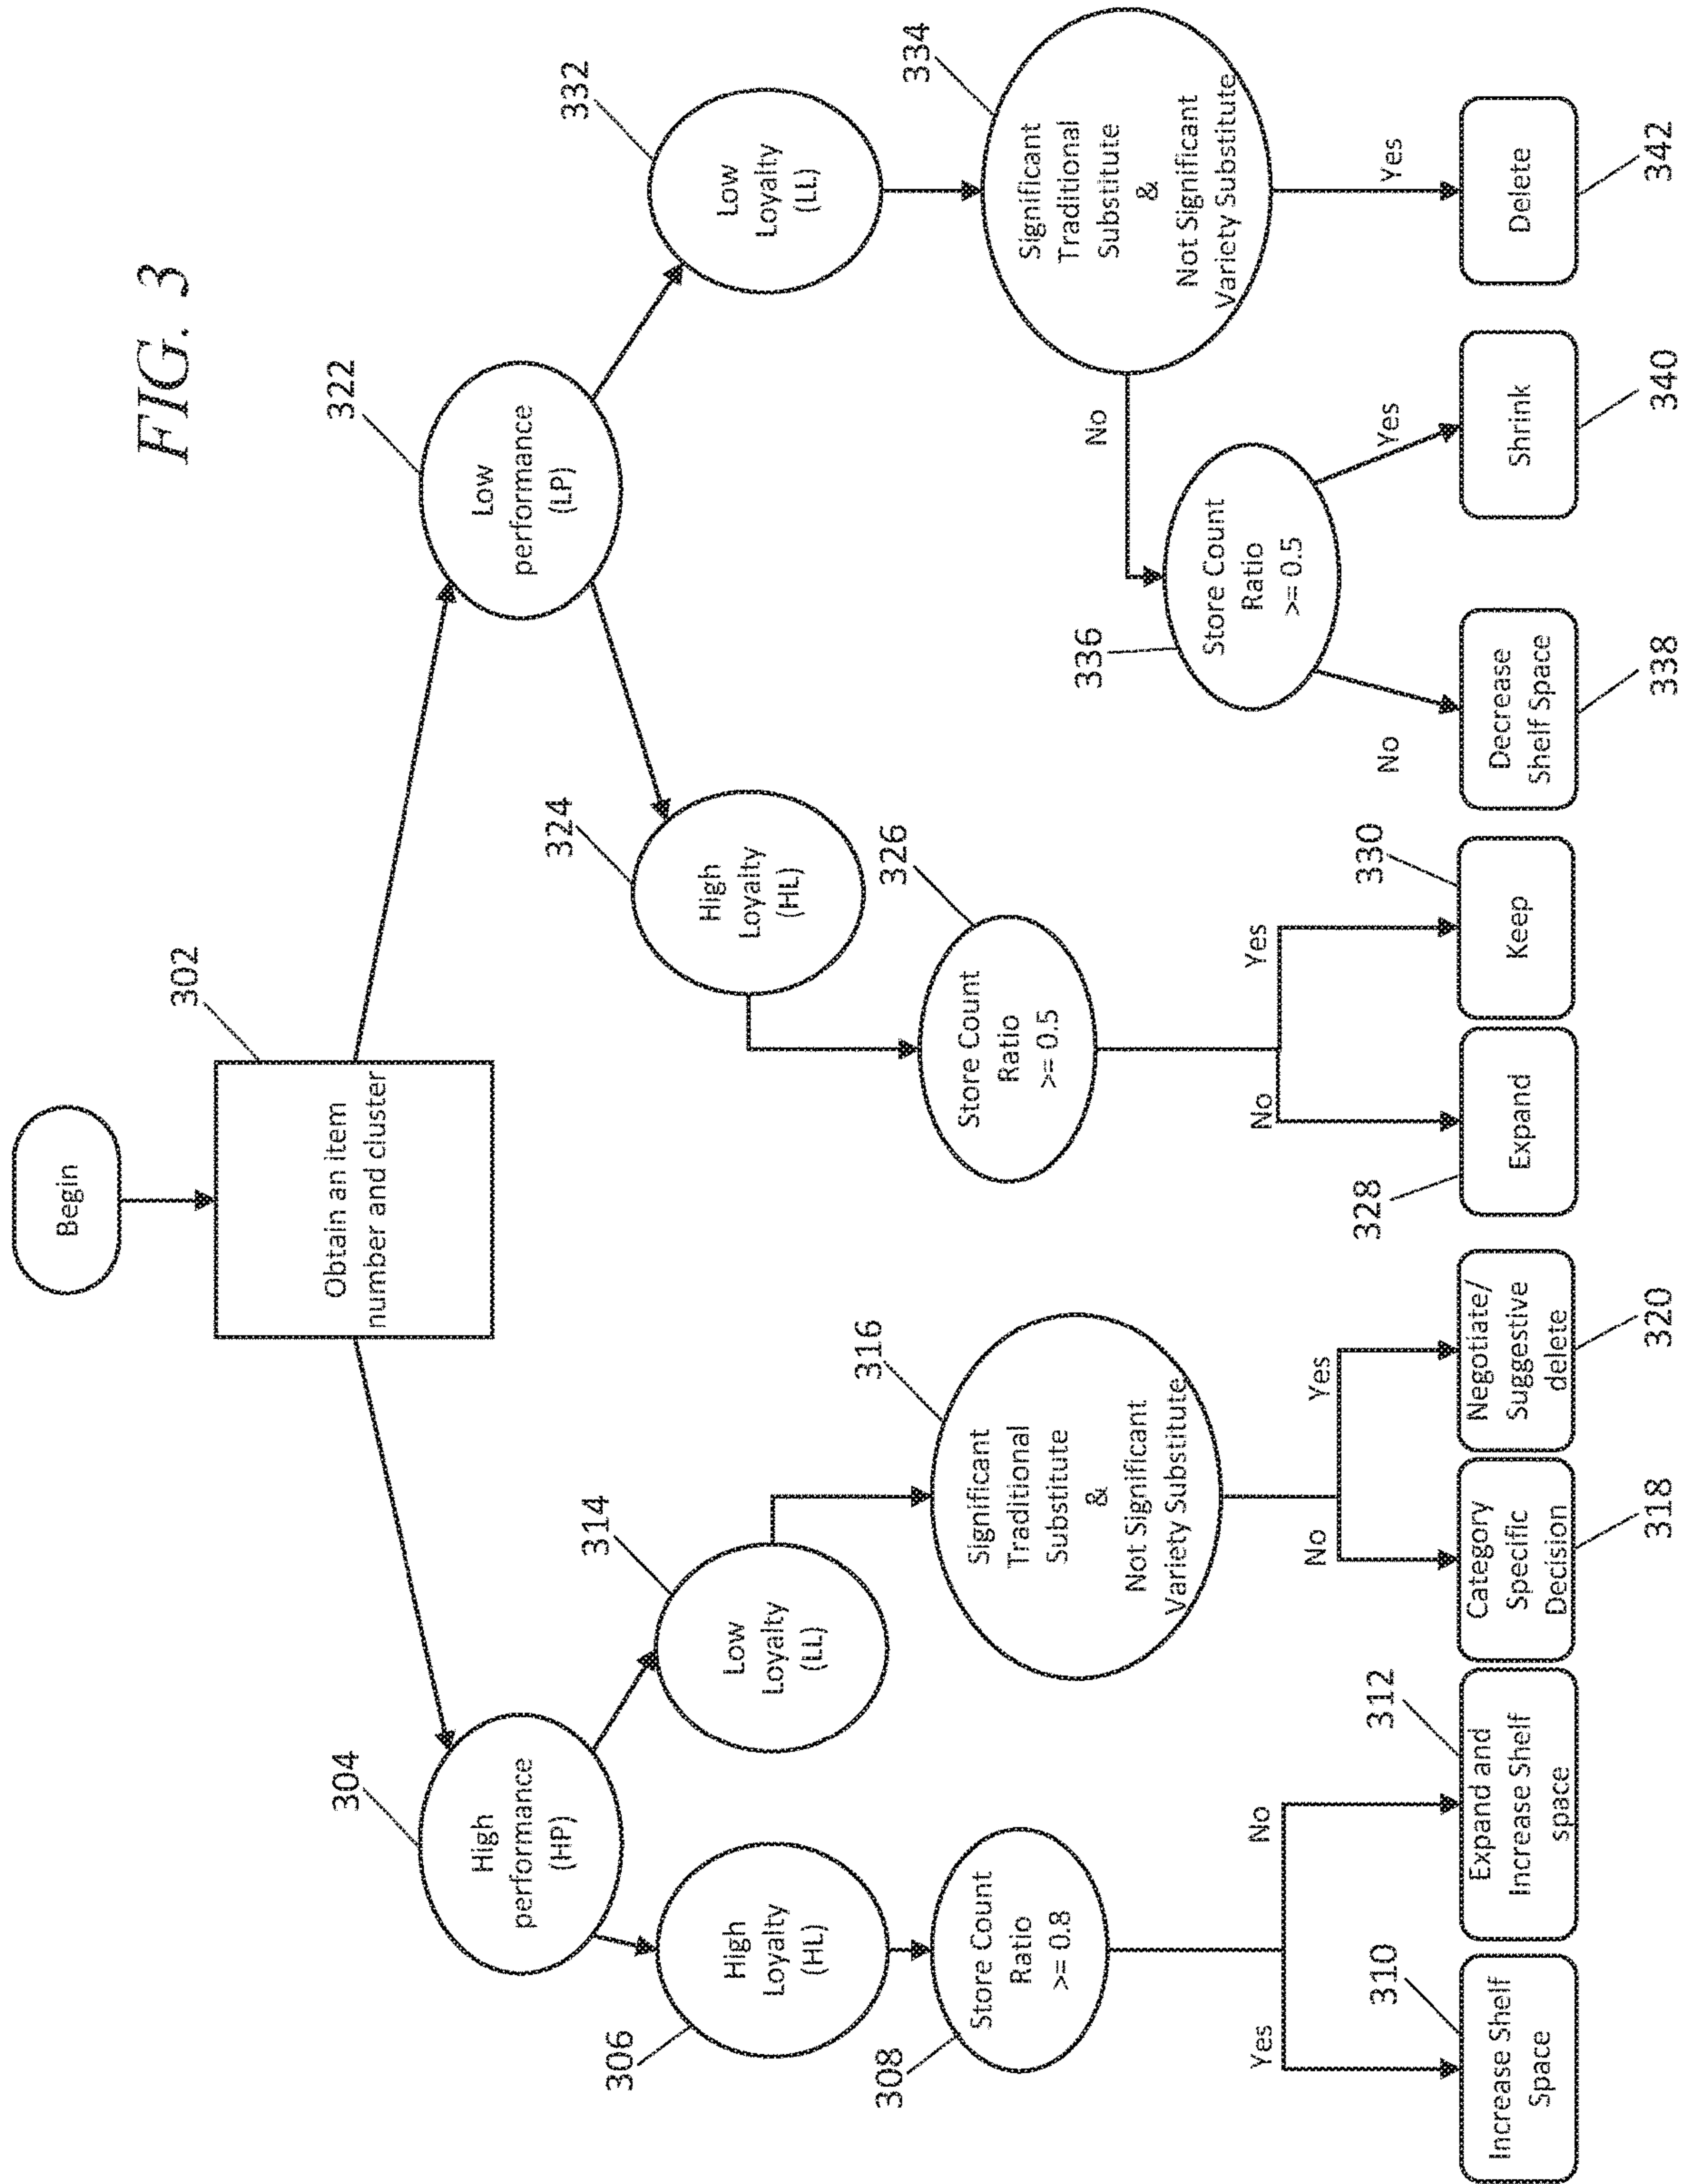 FIG. 3
Begin
302
Obtain an item
number and cluster
304
High
performance
(HP)
322
Low
performance
(LP)
306
High
Loyalty
(HL)
314
Low
Loyalty
(LL)
324
High
Loyalty
(HL)
332
Low
Loyalty
(LL)
308
Store Count
Ratio
>= 0.8
316
Significant
Traditional
Substitute
&
Not Significant
Variety Substitute
326
Store Count
Ratio
>= 0.5
334
Significant
Traditional
Substitute
&
Not Significant
Variety Substitute
No
336
Store Count
Ratio
>= 0.5
Yes
No
No
Yes
No
Yes
No
Yes
Yes
310
Increase Shelf
Space
312
Expand and
Increase Shelf
space
Category
Specific
Decision
318
Negotiate/
Suggestive
delete
320
328
Expand
330
Keep
Decrease
Shelf Space
338
Shrink
340
Delete
342